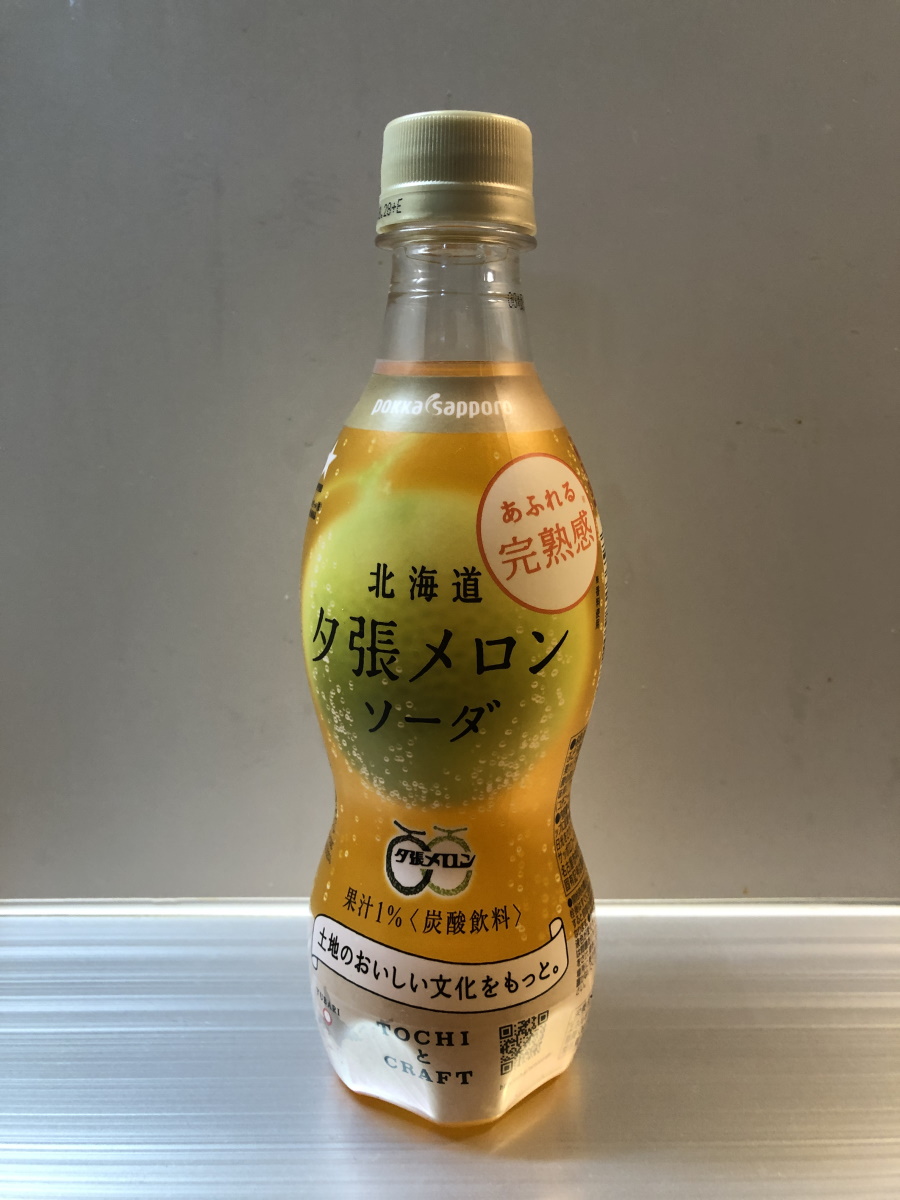 pokka sapporo
あふれる
完熟感
北海道
夕張メロン
ソーダ
夕張メロン
果汁1%〈炭酸飲料〉
土地のおいしい文化をもっと。
TOCHI
と
CRAFT